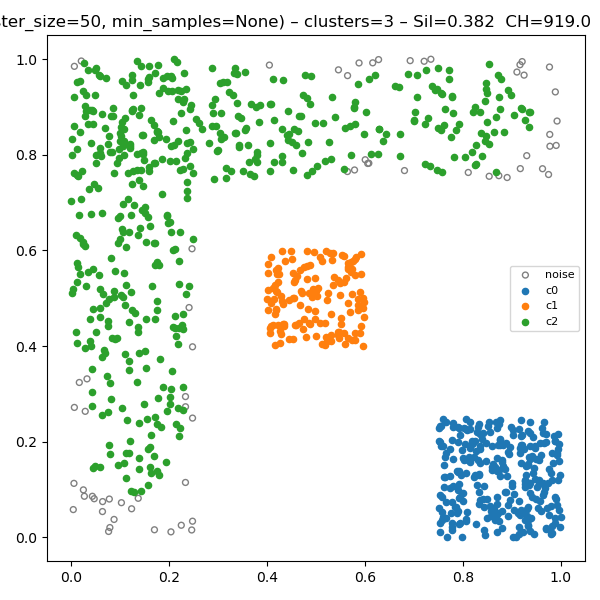 ster_size=50, min_samples=None) – clusters=3 – Sil=0.382 CH=919.0
1.0
0.8
0.6
0.4
0.2
0.0
noise
c0
c1
c2
0.0 0.2 0.4 0.6 0.8 1.0